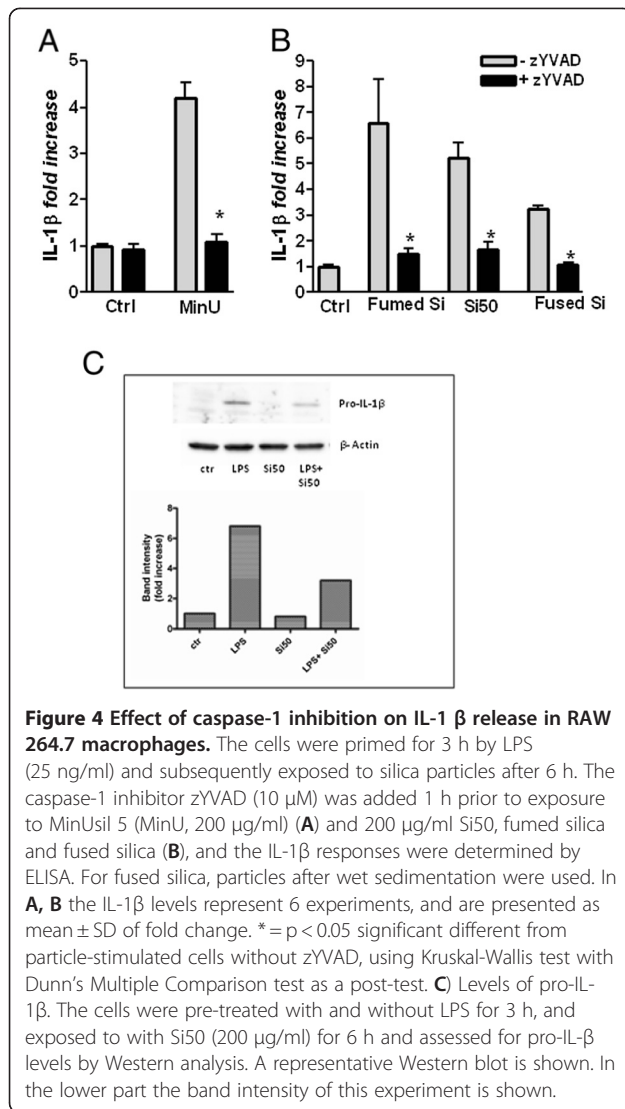 A
B
IL-1β fold increase
5
4
3
2
1
0
Ctrl
MinU
*
IL-1β fold increase
9
8
7
6
5
4
3
2
1
0
- zYVAD
+ zYVAD
*
*
*
Ctrl
Fumed Si
Si50
Fused Si
C
Pro-IL-1β
β-Actin
ctr
LPS
Si50
LPS+
Si50
Band intensity
(fold increase)
8
6
4
2
0
ctr
LPS
Si50
LPS+ Si50
Figure 4 Effect of caspase-1 inhibition on IL-1 β release in RAW
264.7 macrophages. The cells were primed for 3 h by LPS
(25 ng/ml) and subsequently exposed to silica particles after 6 h. The
caspase-1 inhibitor zYVAD (10 μM) was added 1 h prior to exposure
to MinUsil 5 (MinU, 200 μg/ml) (A) and 200 μg/ml Si50, fumed silica
and fused silica (B), and the IL-1β responses were determined by
ELISA. For fused silica, particles after wet sedimentation were used. In
A, B the IL-1β levels represent 6 experiments, and are presented as
mean ± SD of fold change. * = p < 0.05 significant different from
particle-stimulated cells without zYVAD, using Kruskal-Wallis test with
Dunn's Multiple Comparison test as a post-test. C) Levels of pro-IL-
1β. The cells were pre-treated with and without LPS for 3 h, and
exposed to with Si50 (200 μg/ml) for 6 h and assessed for pro-IL-β
levels by Western analysis. A representative Western blot is shown. In
the lower part the band intensity of this experiment is shown.